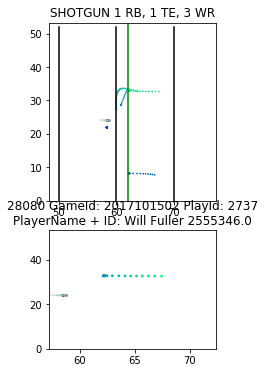 SHOTGUN 1 RB, 1 TE, 3 WR
50
40
30
20
10
0
50 60 70
28080 GameId: 2017101502 PlayId: 2737
PlayerName + ID: Will Fuller 2555346.0
40
20
0
60 65 70